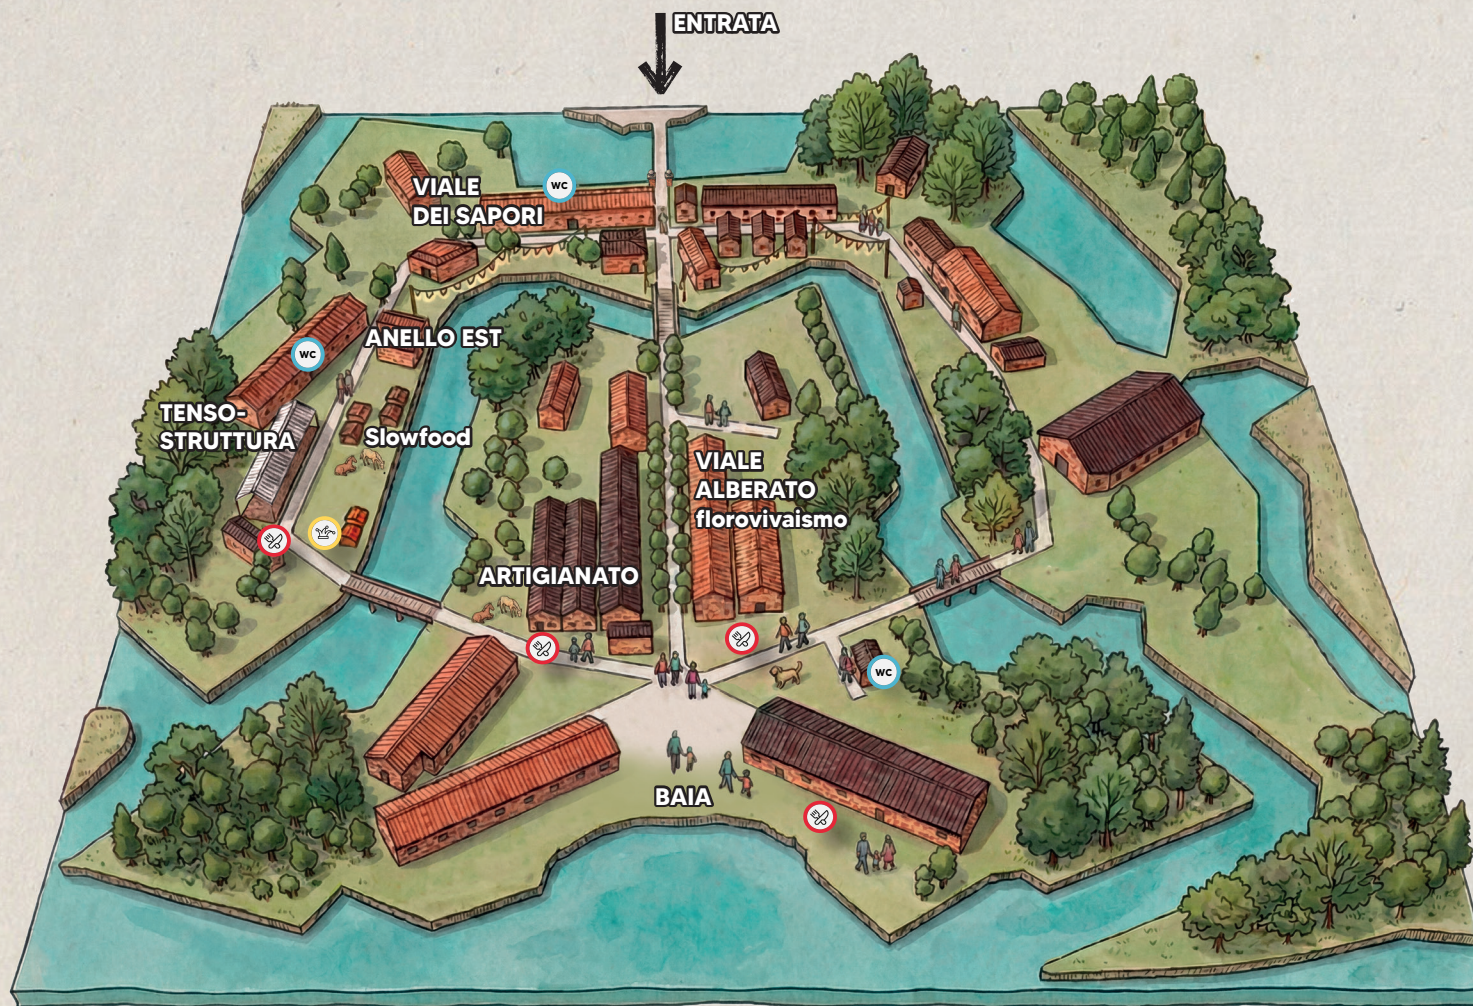 ENTRATA
VIALE
DEI SAPORI
wc
ANELLO EST
wc
TENSO-
STRUTTURA
Slowfood
VIALE
ALBERATO
florovivaismo
ARTIGIANATO
wc
BAIA